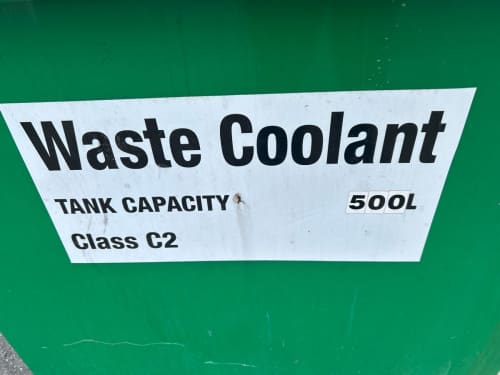 Waste Coolant
TANK CAPACITY 500L
Class C2